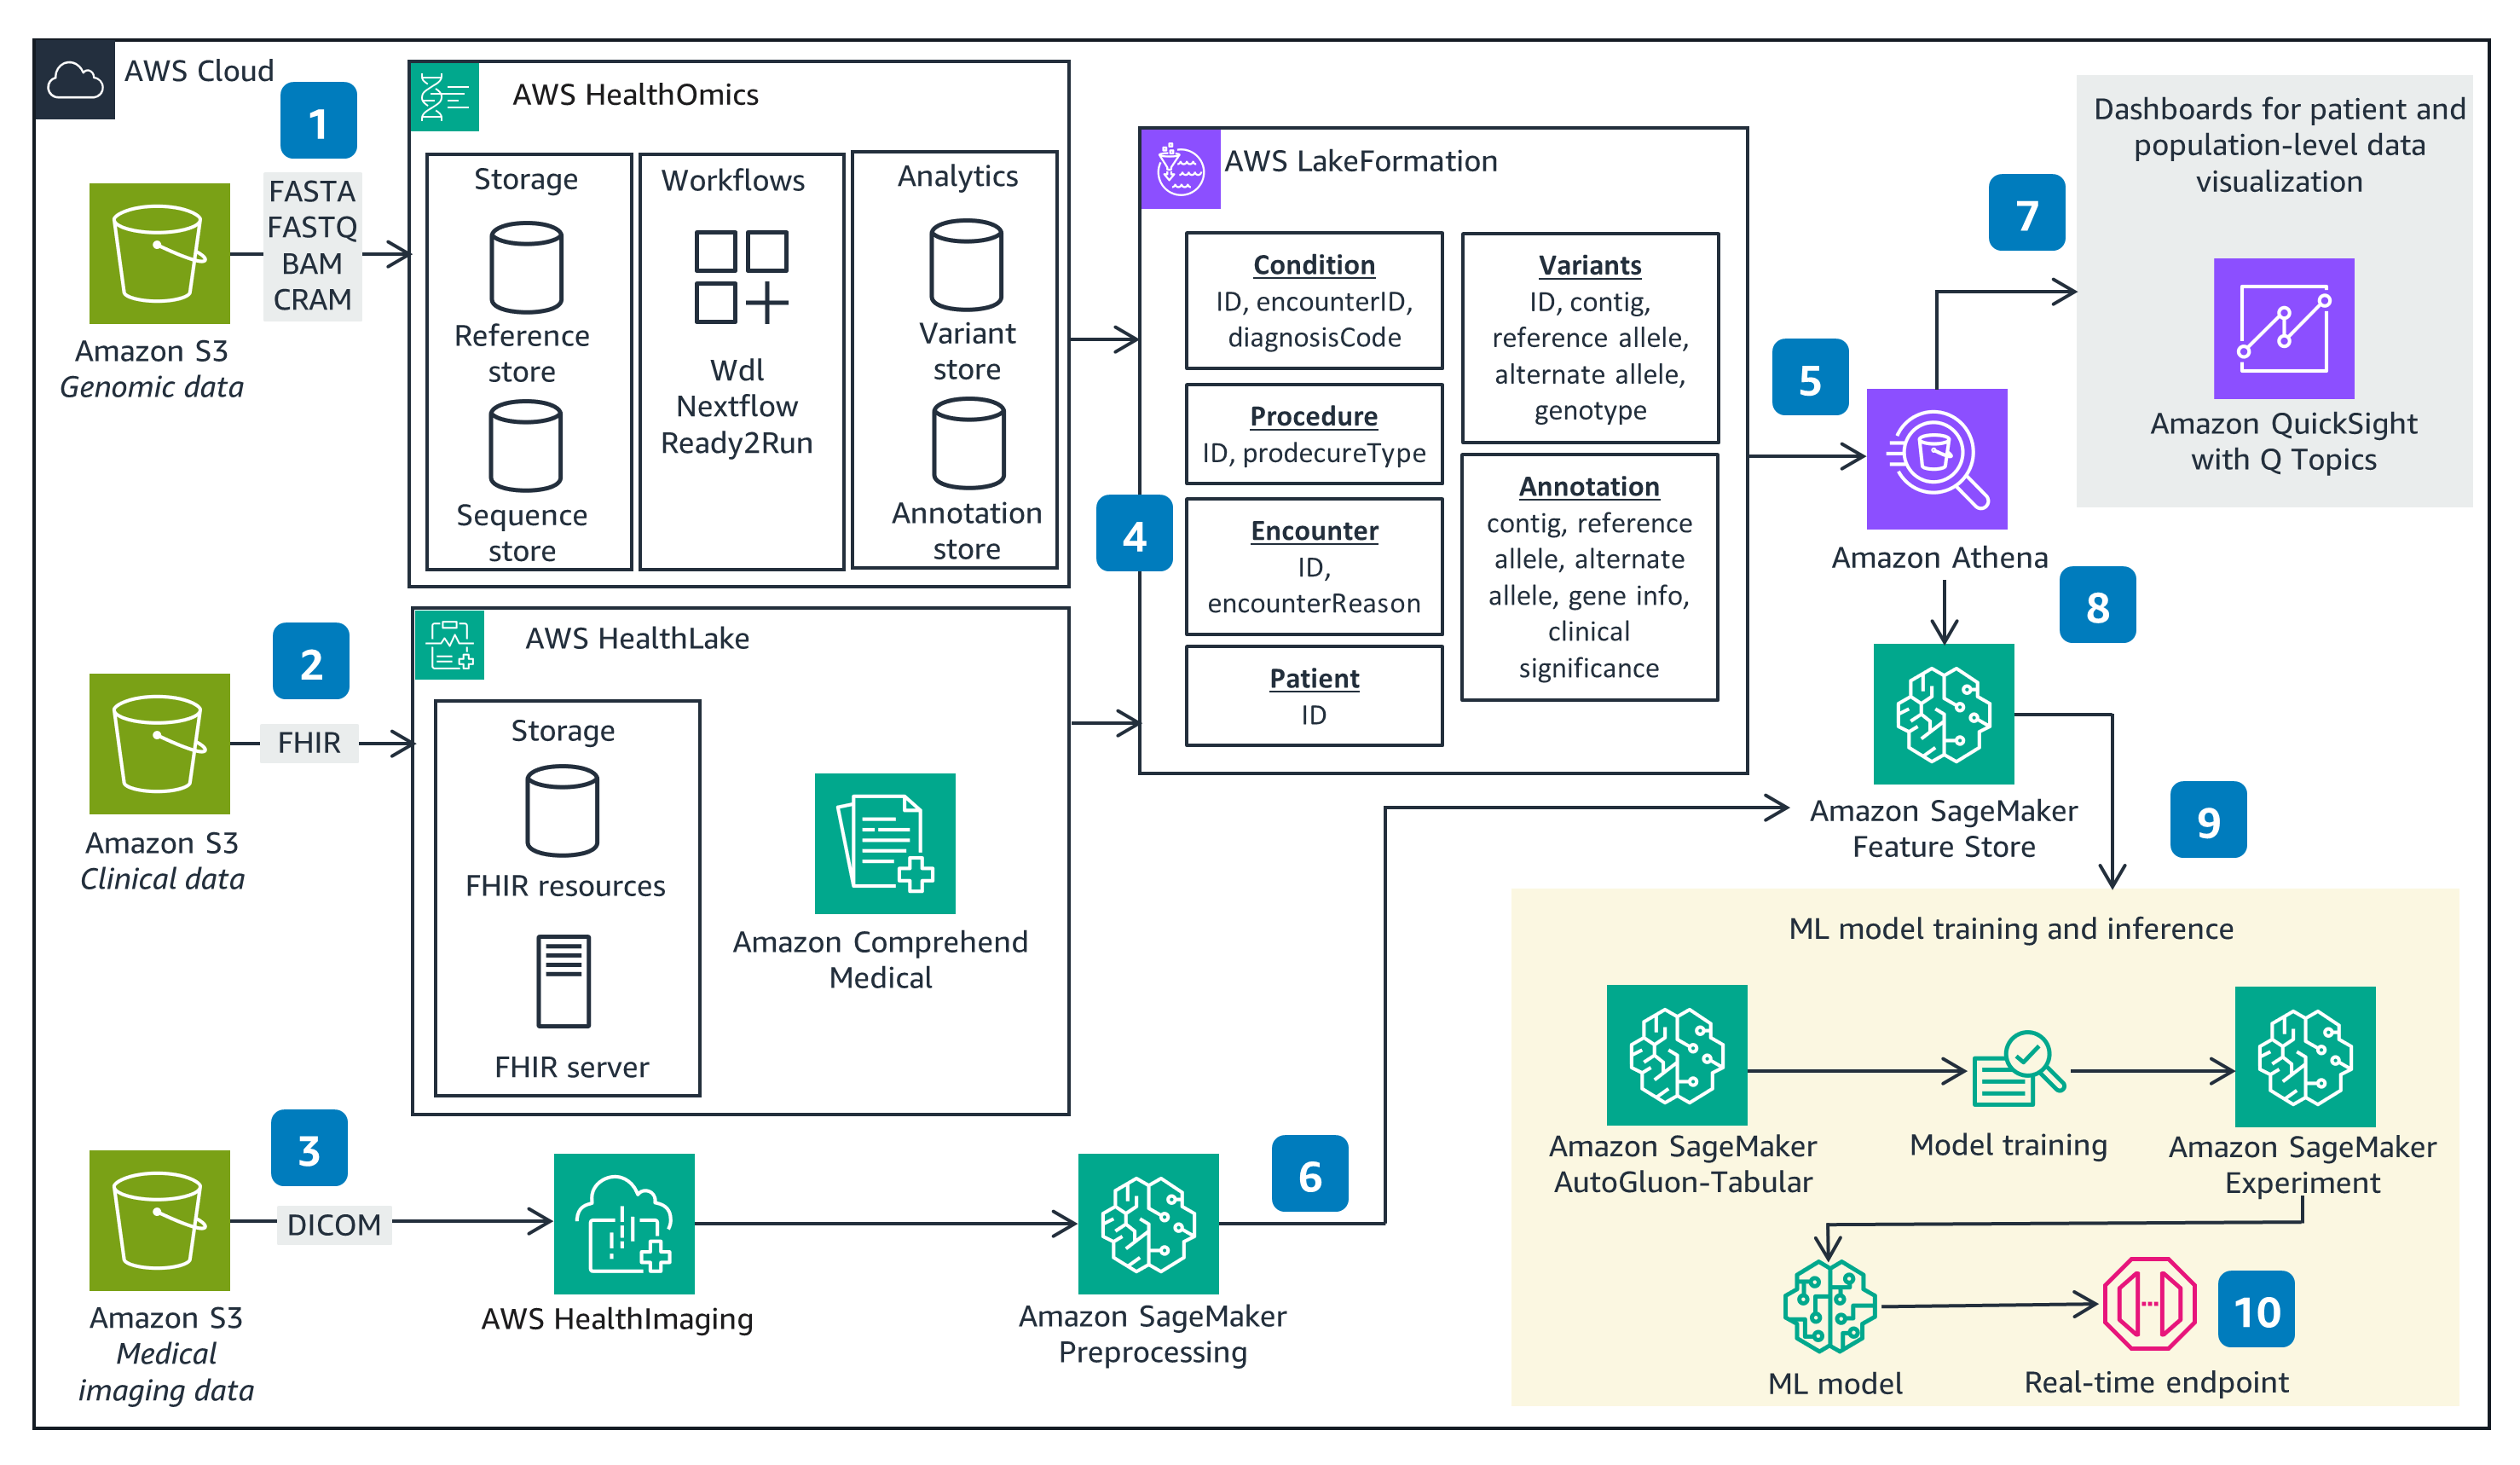 AWS Cloud
1
FASTA
FASTQ
BAM
CRAM
Amazon S3
Genomic data
AWS HealthOmics
Storage
Reference
store
Sequence
store
Workflows
Wdl
Nextflow
Ready2Run
Analytics
Variant
store
Annotation
store
2
FHIR
Amazon S3
Clinical data
AWS HealthLake
Storage
FHIR resources
FHIR server
Amazon Comprehend
Medical
3
DICOM
Amazon S3
Medical
imaging data
AWS HealthImaging
Amazon SageMaker
Preprocessing
4
AWS LakeFormation
Condition
ID, encounterID,
diagnosisCode
Procedure
ID, prodecureType
Encounter
ID,
encounterReason
Patient
ID
Variants
ID, contig,
reference allele,
alternate allele,
genotype
Annotation
contig, reference
allele, alternate
allele, gene info,
clinical
significance
5
Amazon Athena
6
7
Dashboards for patient and
population-level data
visualization
Amazon QuickSight
with Q Topics
8
Amazon SageMaker
Feature Store
9
ML model training and inference
Amazon SageMaker
AutoGluon-Tabular
Model training
Amazon SageMaker
Experiment
ML model
Real-time endpoint
10